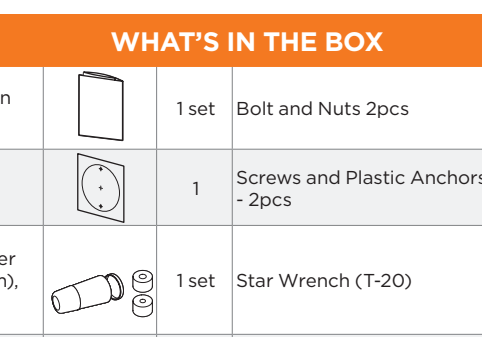 WHAT'S IN THE BOX
1 set
Bolt and Nuts 2pcs
1
Screws and Plastic Anchors
- 2pcs
1 set
Star Wrench (T-20)